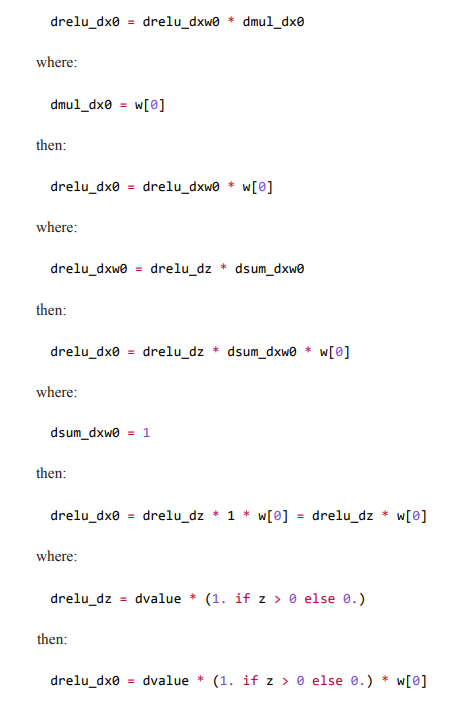 drelu_dx0 = drelu_dxw0 * dmul_dx0
where:
dmul_dx0 = w[0]
then:
drelu_dx0 = drelu_dxw0 * w[0]
where:
drelu_dxw0 = drelu_dz * dsum_dxw0
then:
drelu_dx0 = drelu_dz * dsum_dxw0 * w[0]
where:
dsum_dxw0 = 1
then:
drelu_dx0 = drelu_dz * 1 * w[0] = drelu_dz * w[0]
where:
drelu_dz = dvalue * (1. if z > 0 else 0.)
then:
drelu_dx0 = dvalue * (1. if z > 0 else 0.) * w[0]